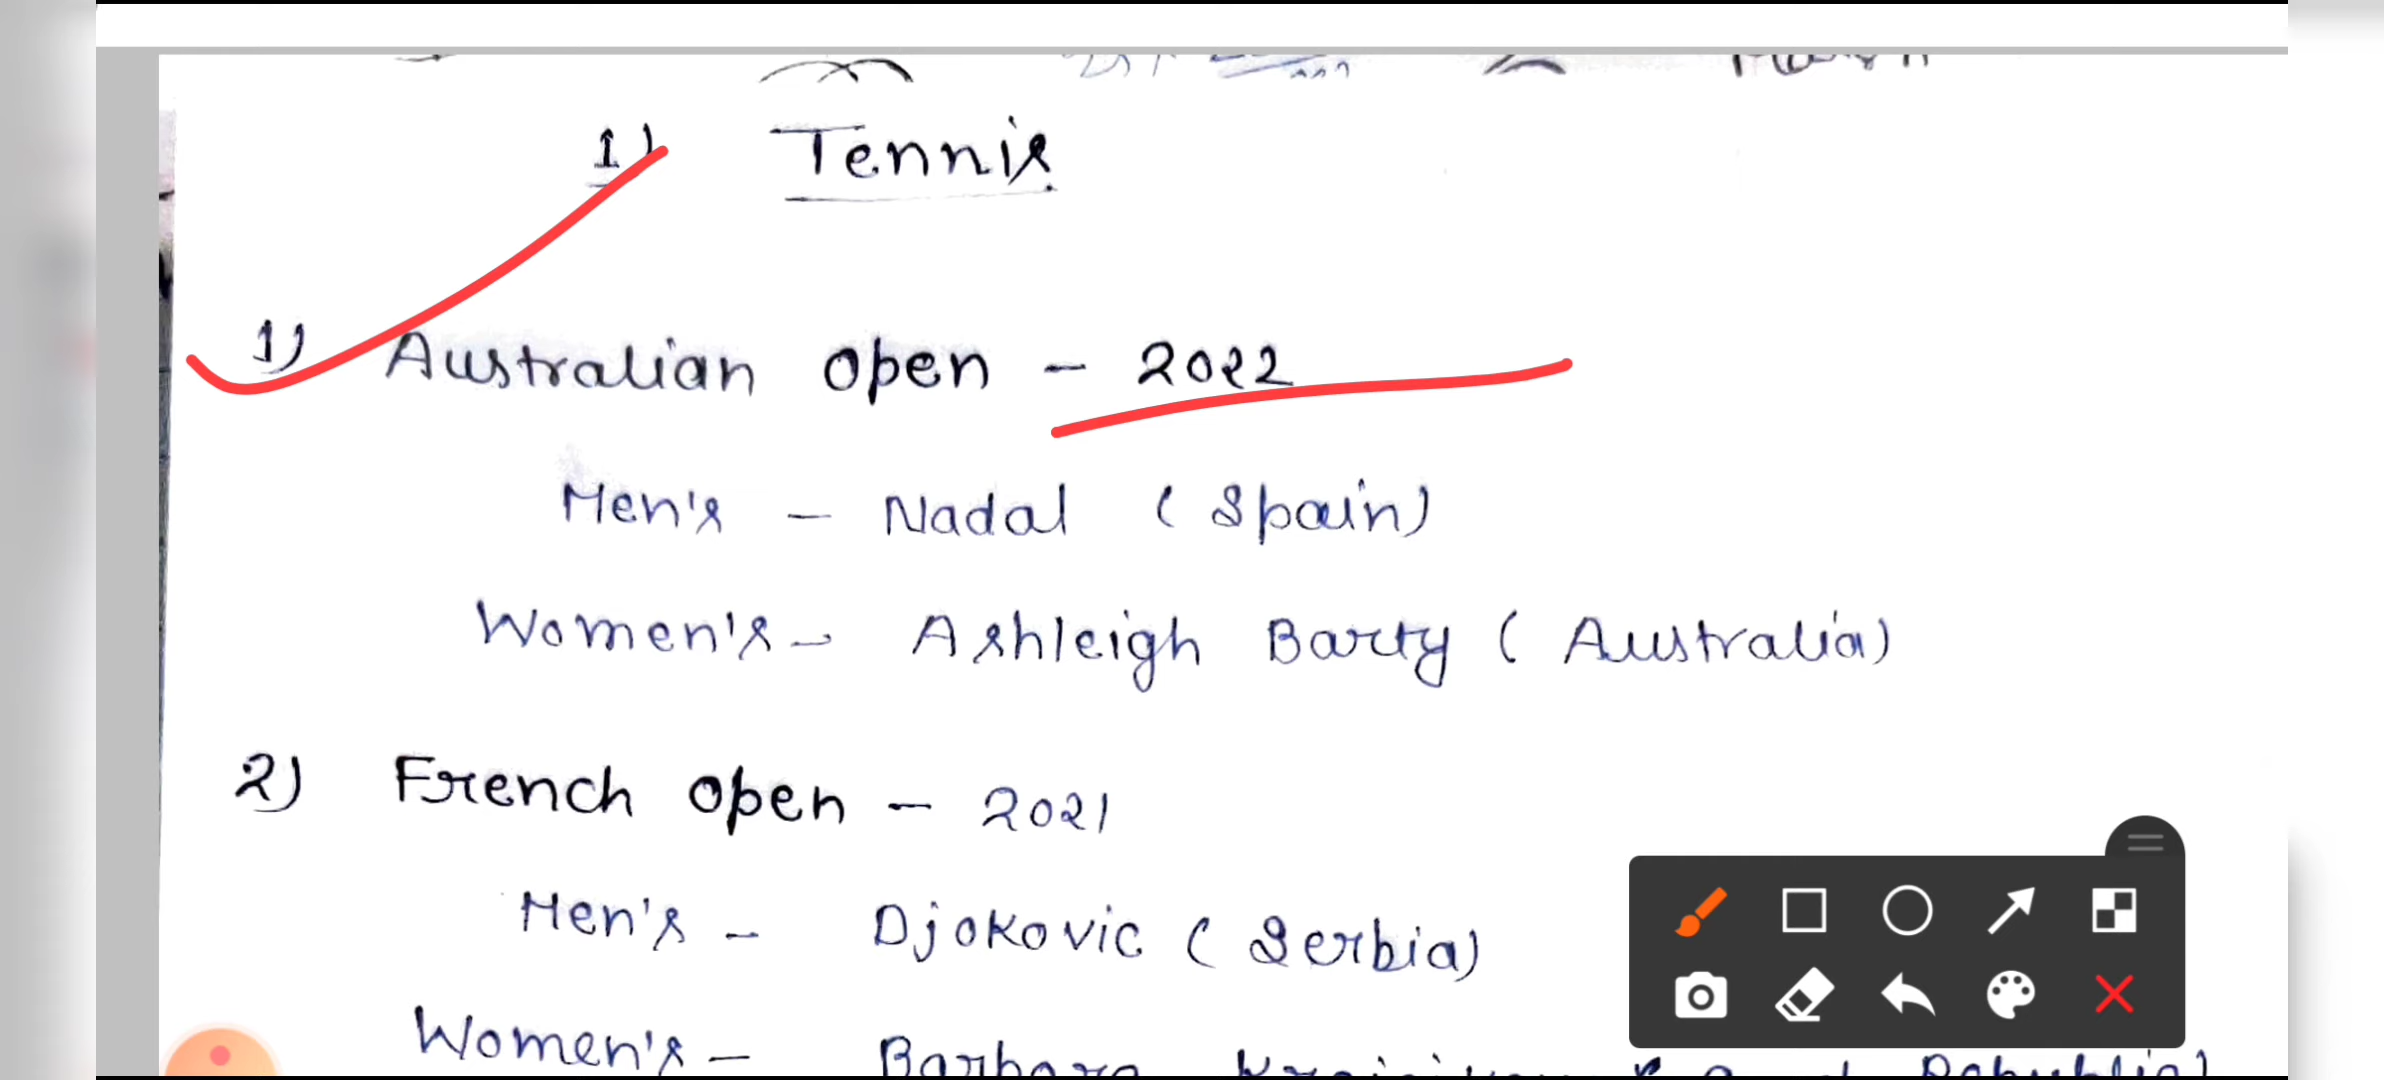 1) Tennis
1) Australian Open - 2022
Men's - Nadal (Spain)
Women's - Ashleigh Barty (Australia)
2) French Open - 2021
Men's - Djokovic (Serbia)
Women's - Barbora